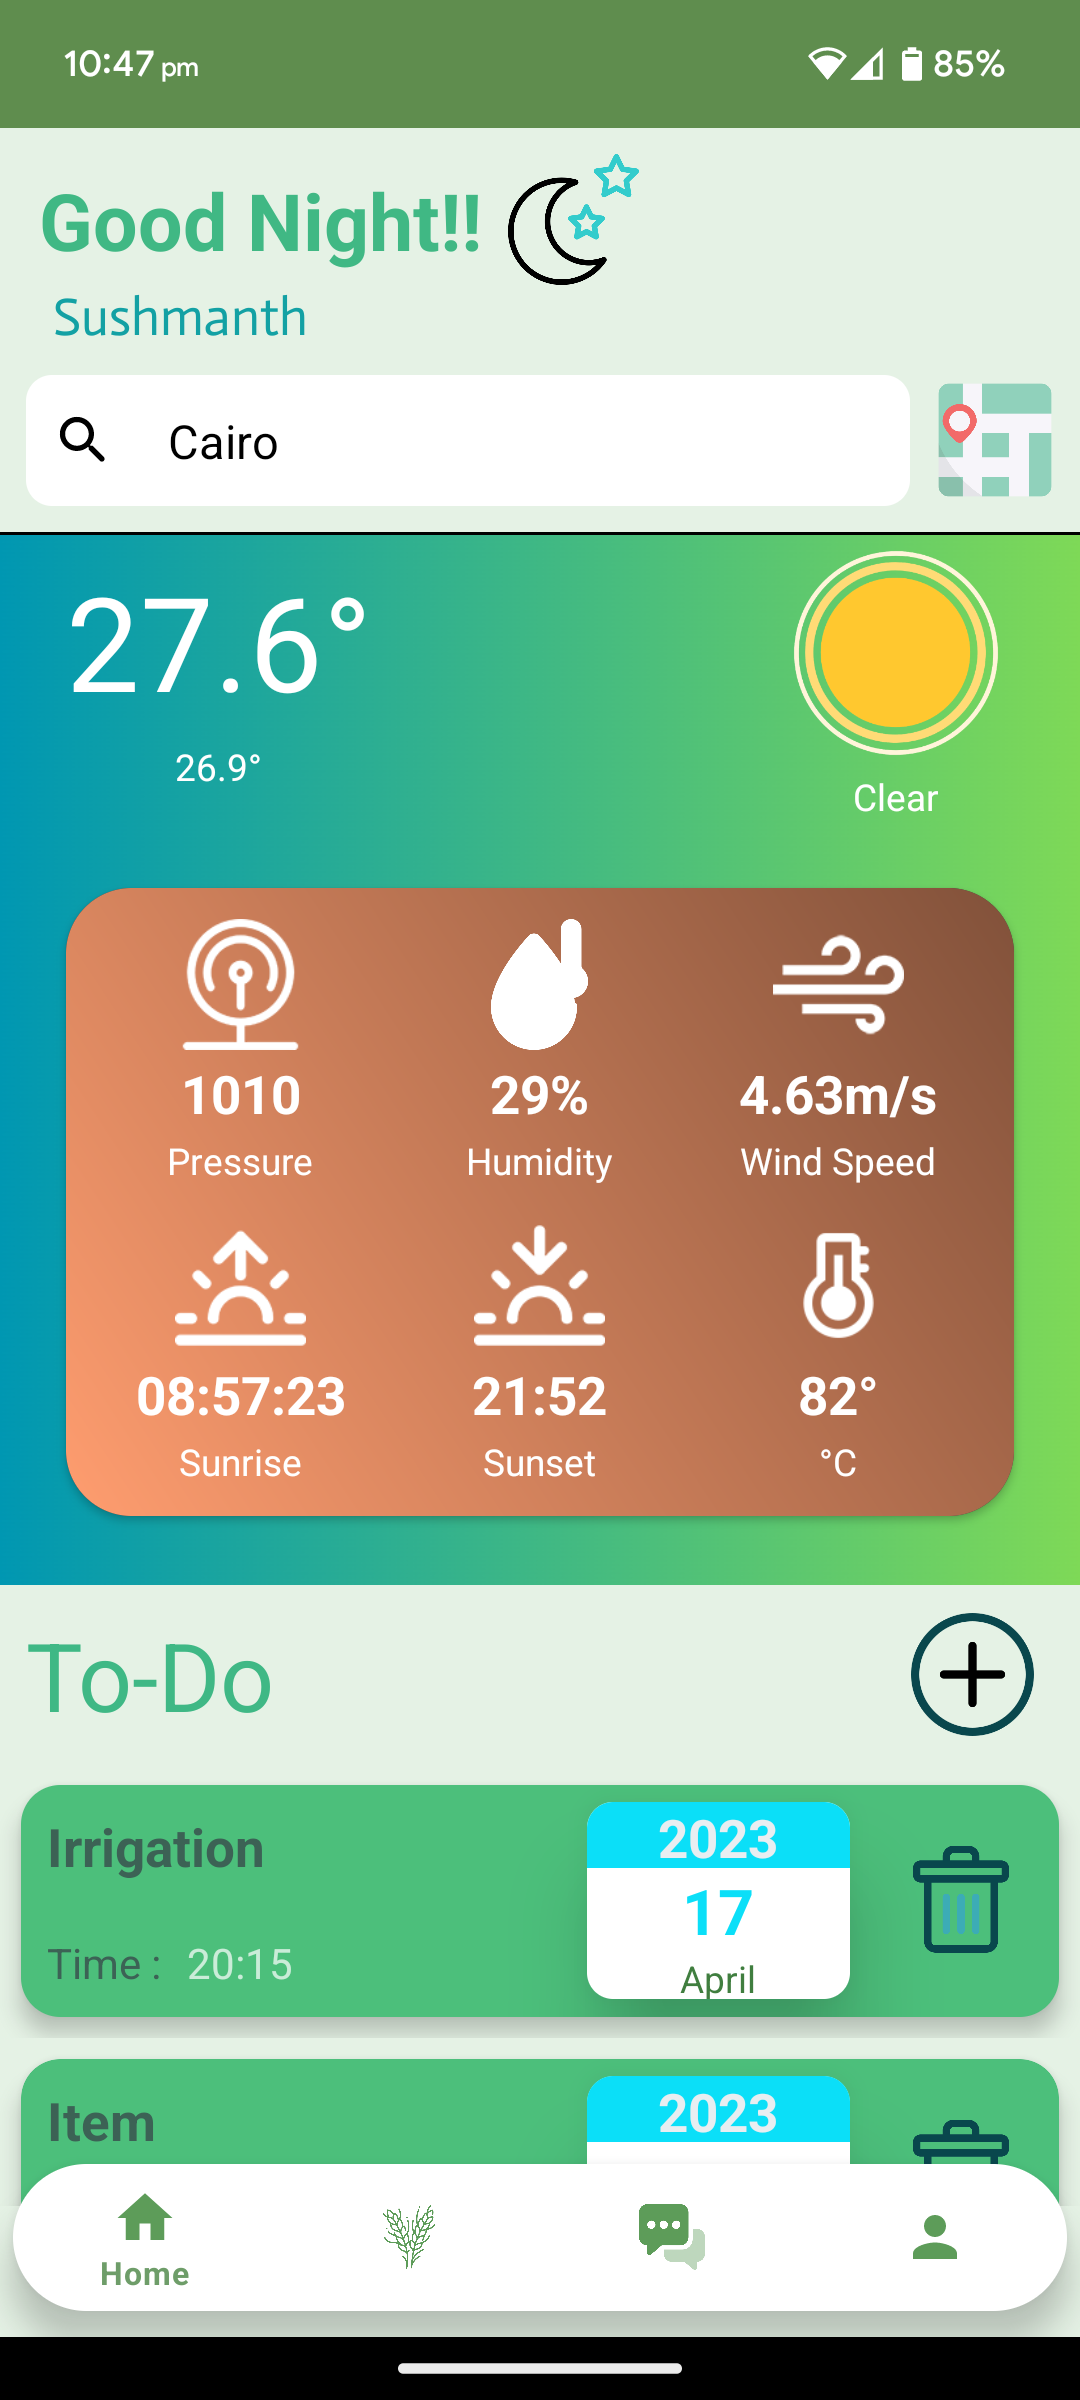 10:47 pm
85%
Good Night!!
Sushmanth
Cairo
27.6°
26.9°
Clear
1010
Pressure
29%
Humidity
4.63m/s
Wind Speed
08:57:23
Sunrise
21:52
Sunset
82°
°C
To-Do
Irrigation
Time : 20:15
2023
17
April
Item
2023
Home